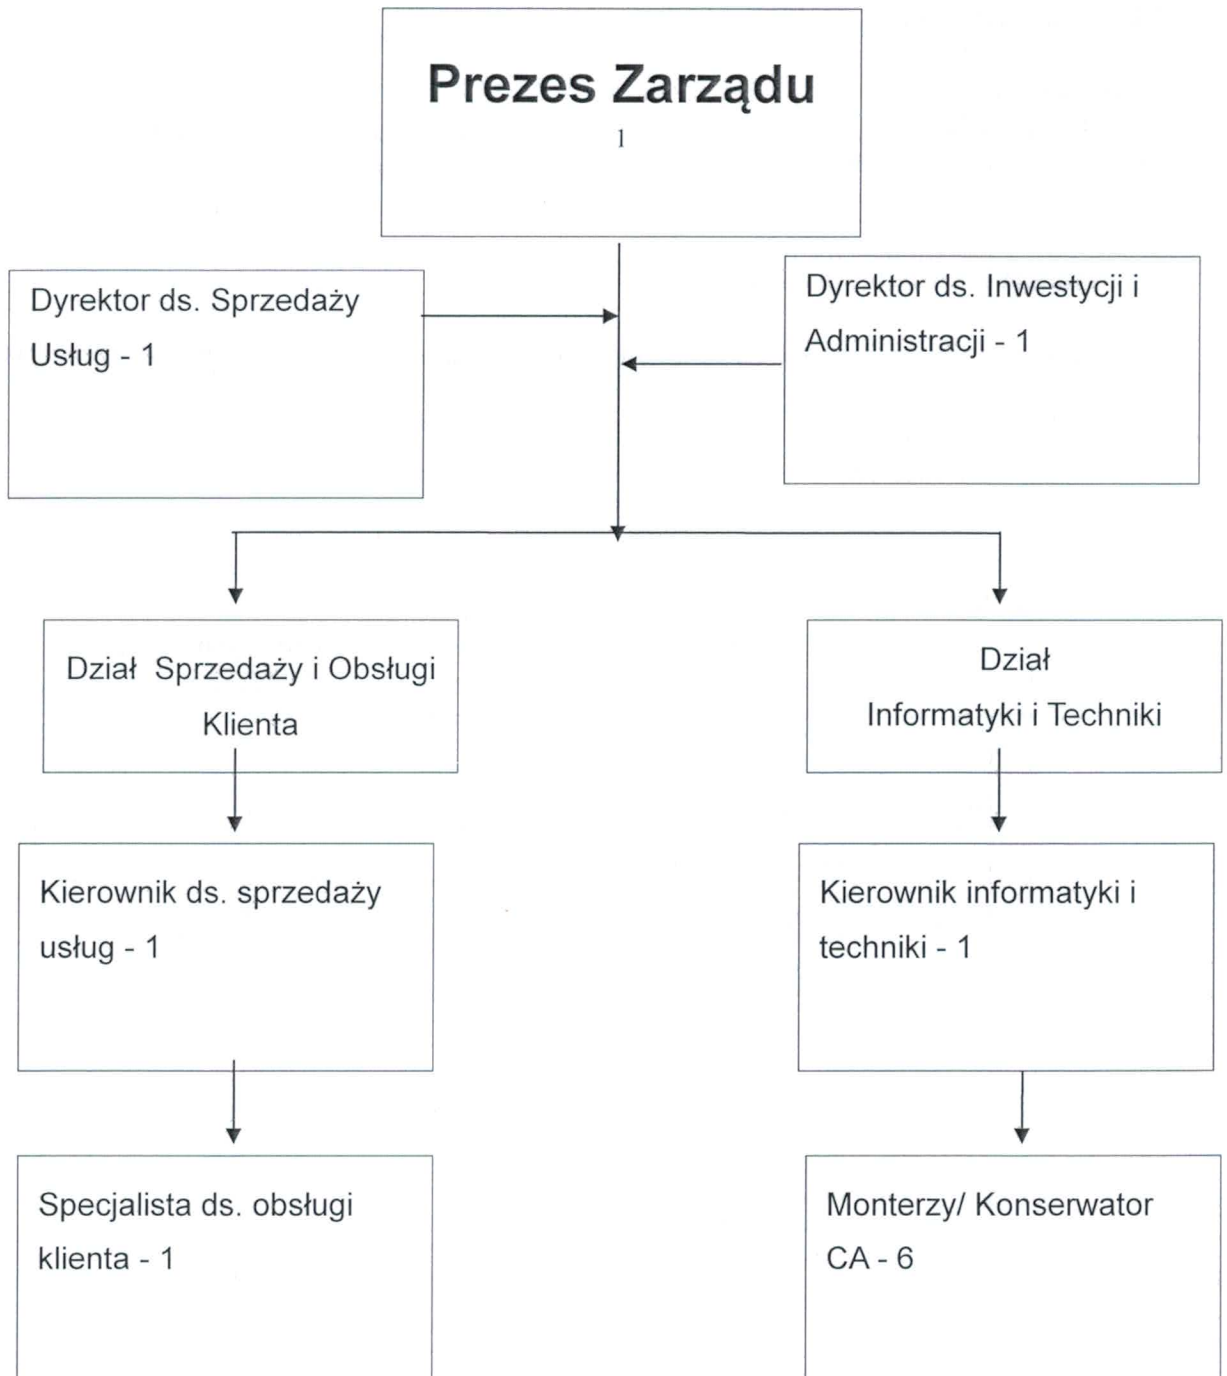 Prezes Zarządu
1
Dyrektor ds. Sprzedaży
Usług - 1
Dyrektor ds. Inwestycji i
Administracji - 1
Dział Sprzedaży i Obsługi
Klienta
Dział
Informatyki i Techniki
Kierownik ds. sprzedaży
usług - 1
Kierownik informatyki i
techniki - 1
Specjalista ds. obsługi
klienta - 1
Monterzy/ Konserwator
CA - 6